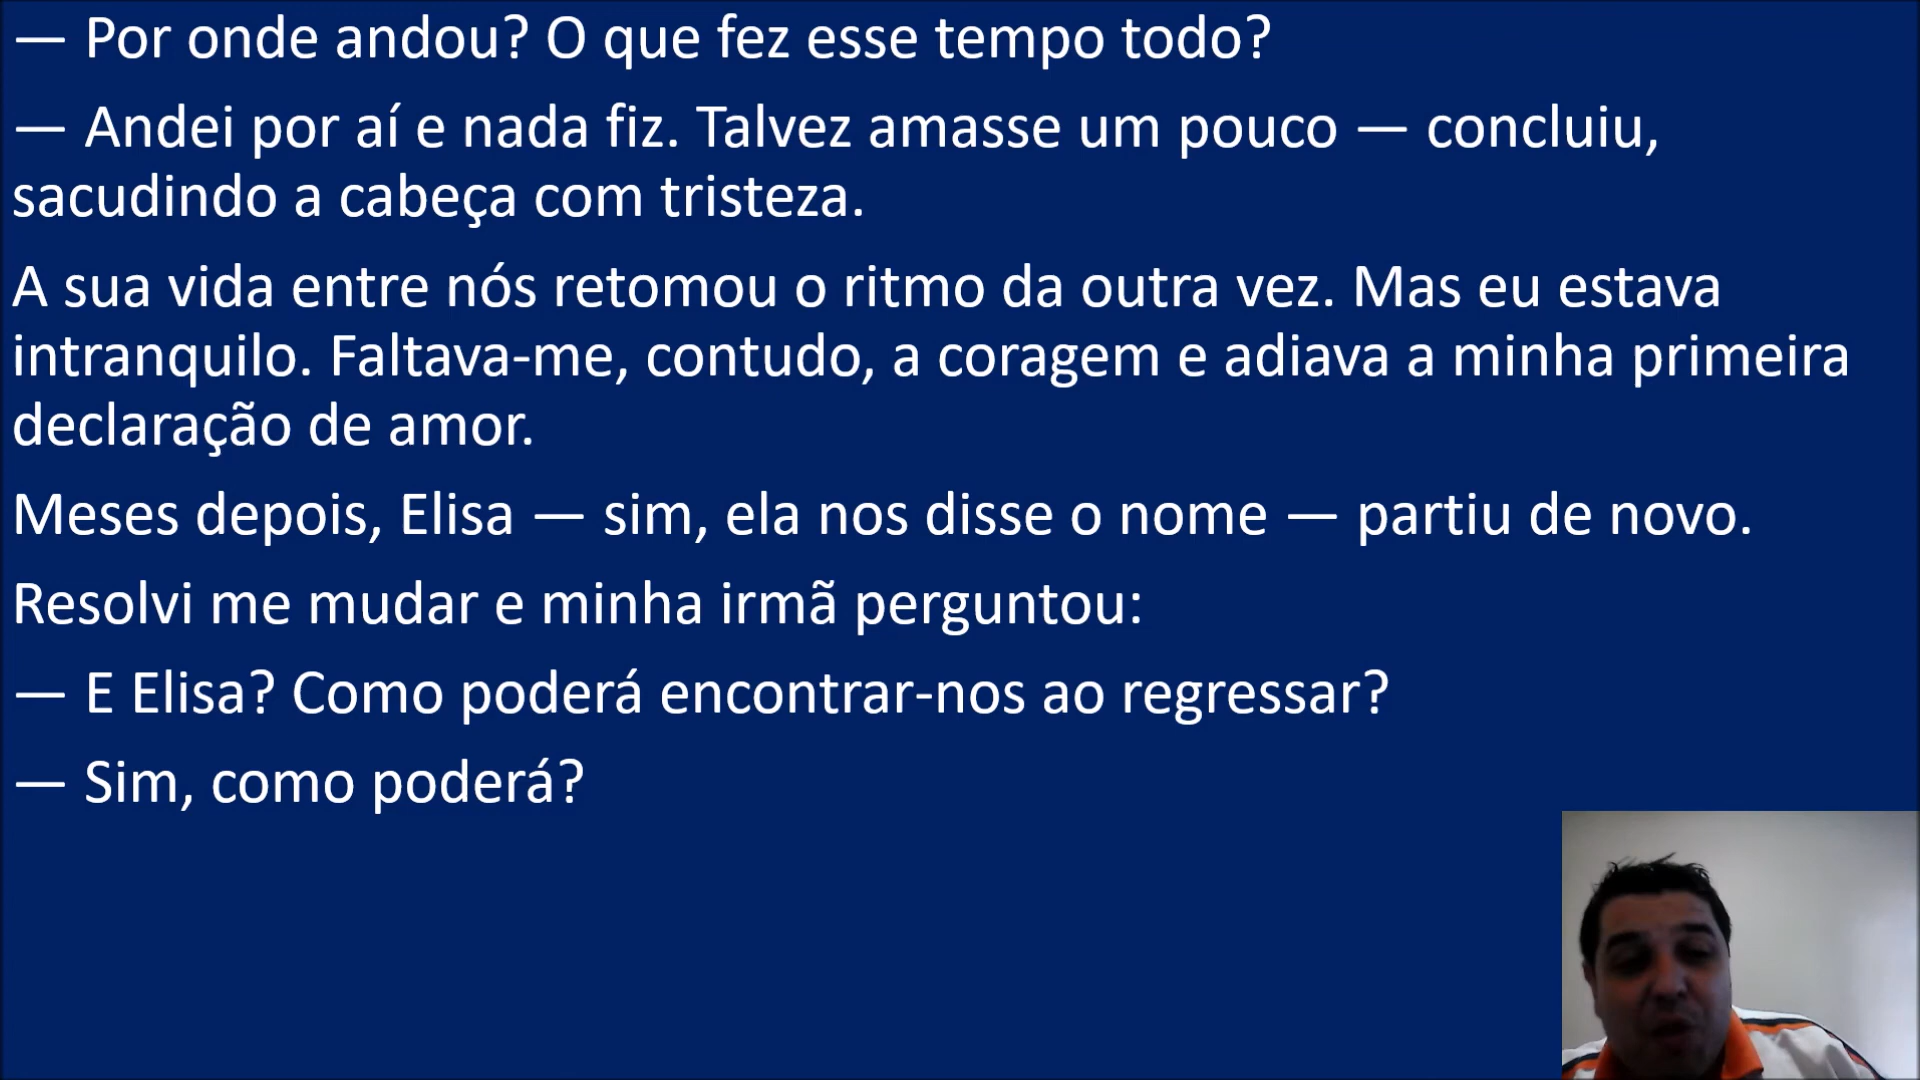 — Por onde andou? O que fez esse tempo todo?
— Andei por aí e nada fiz. Talvez amasse um pouco — concluiu,
sacudindo a cabeça com tristeza.
A sua vida entre nós retomou o ritmo da outra vez. Mas eu estava
intranquilo. Faltava-me, contudo, a coragem e adiava a minha primeira
declaração de amor.
Meses depois, Elisa — sim, ela nos disse o nome — partiu de novo.
Resolvi me mudar e minha irmã perguntou:
— E Elisa? Como poderá encontrar-nos ao regressar?
— Sim, como poderá?